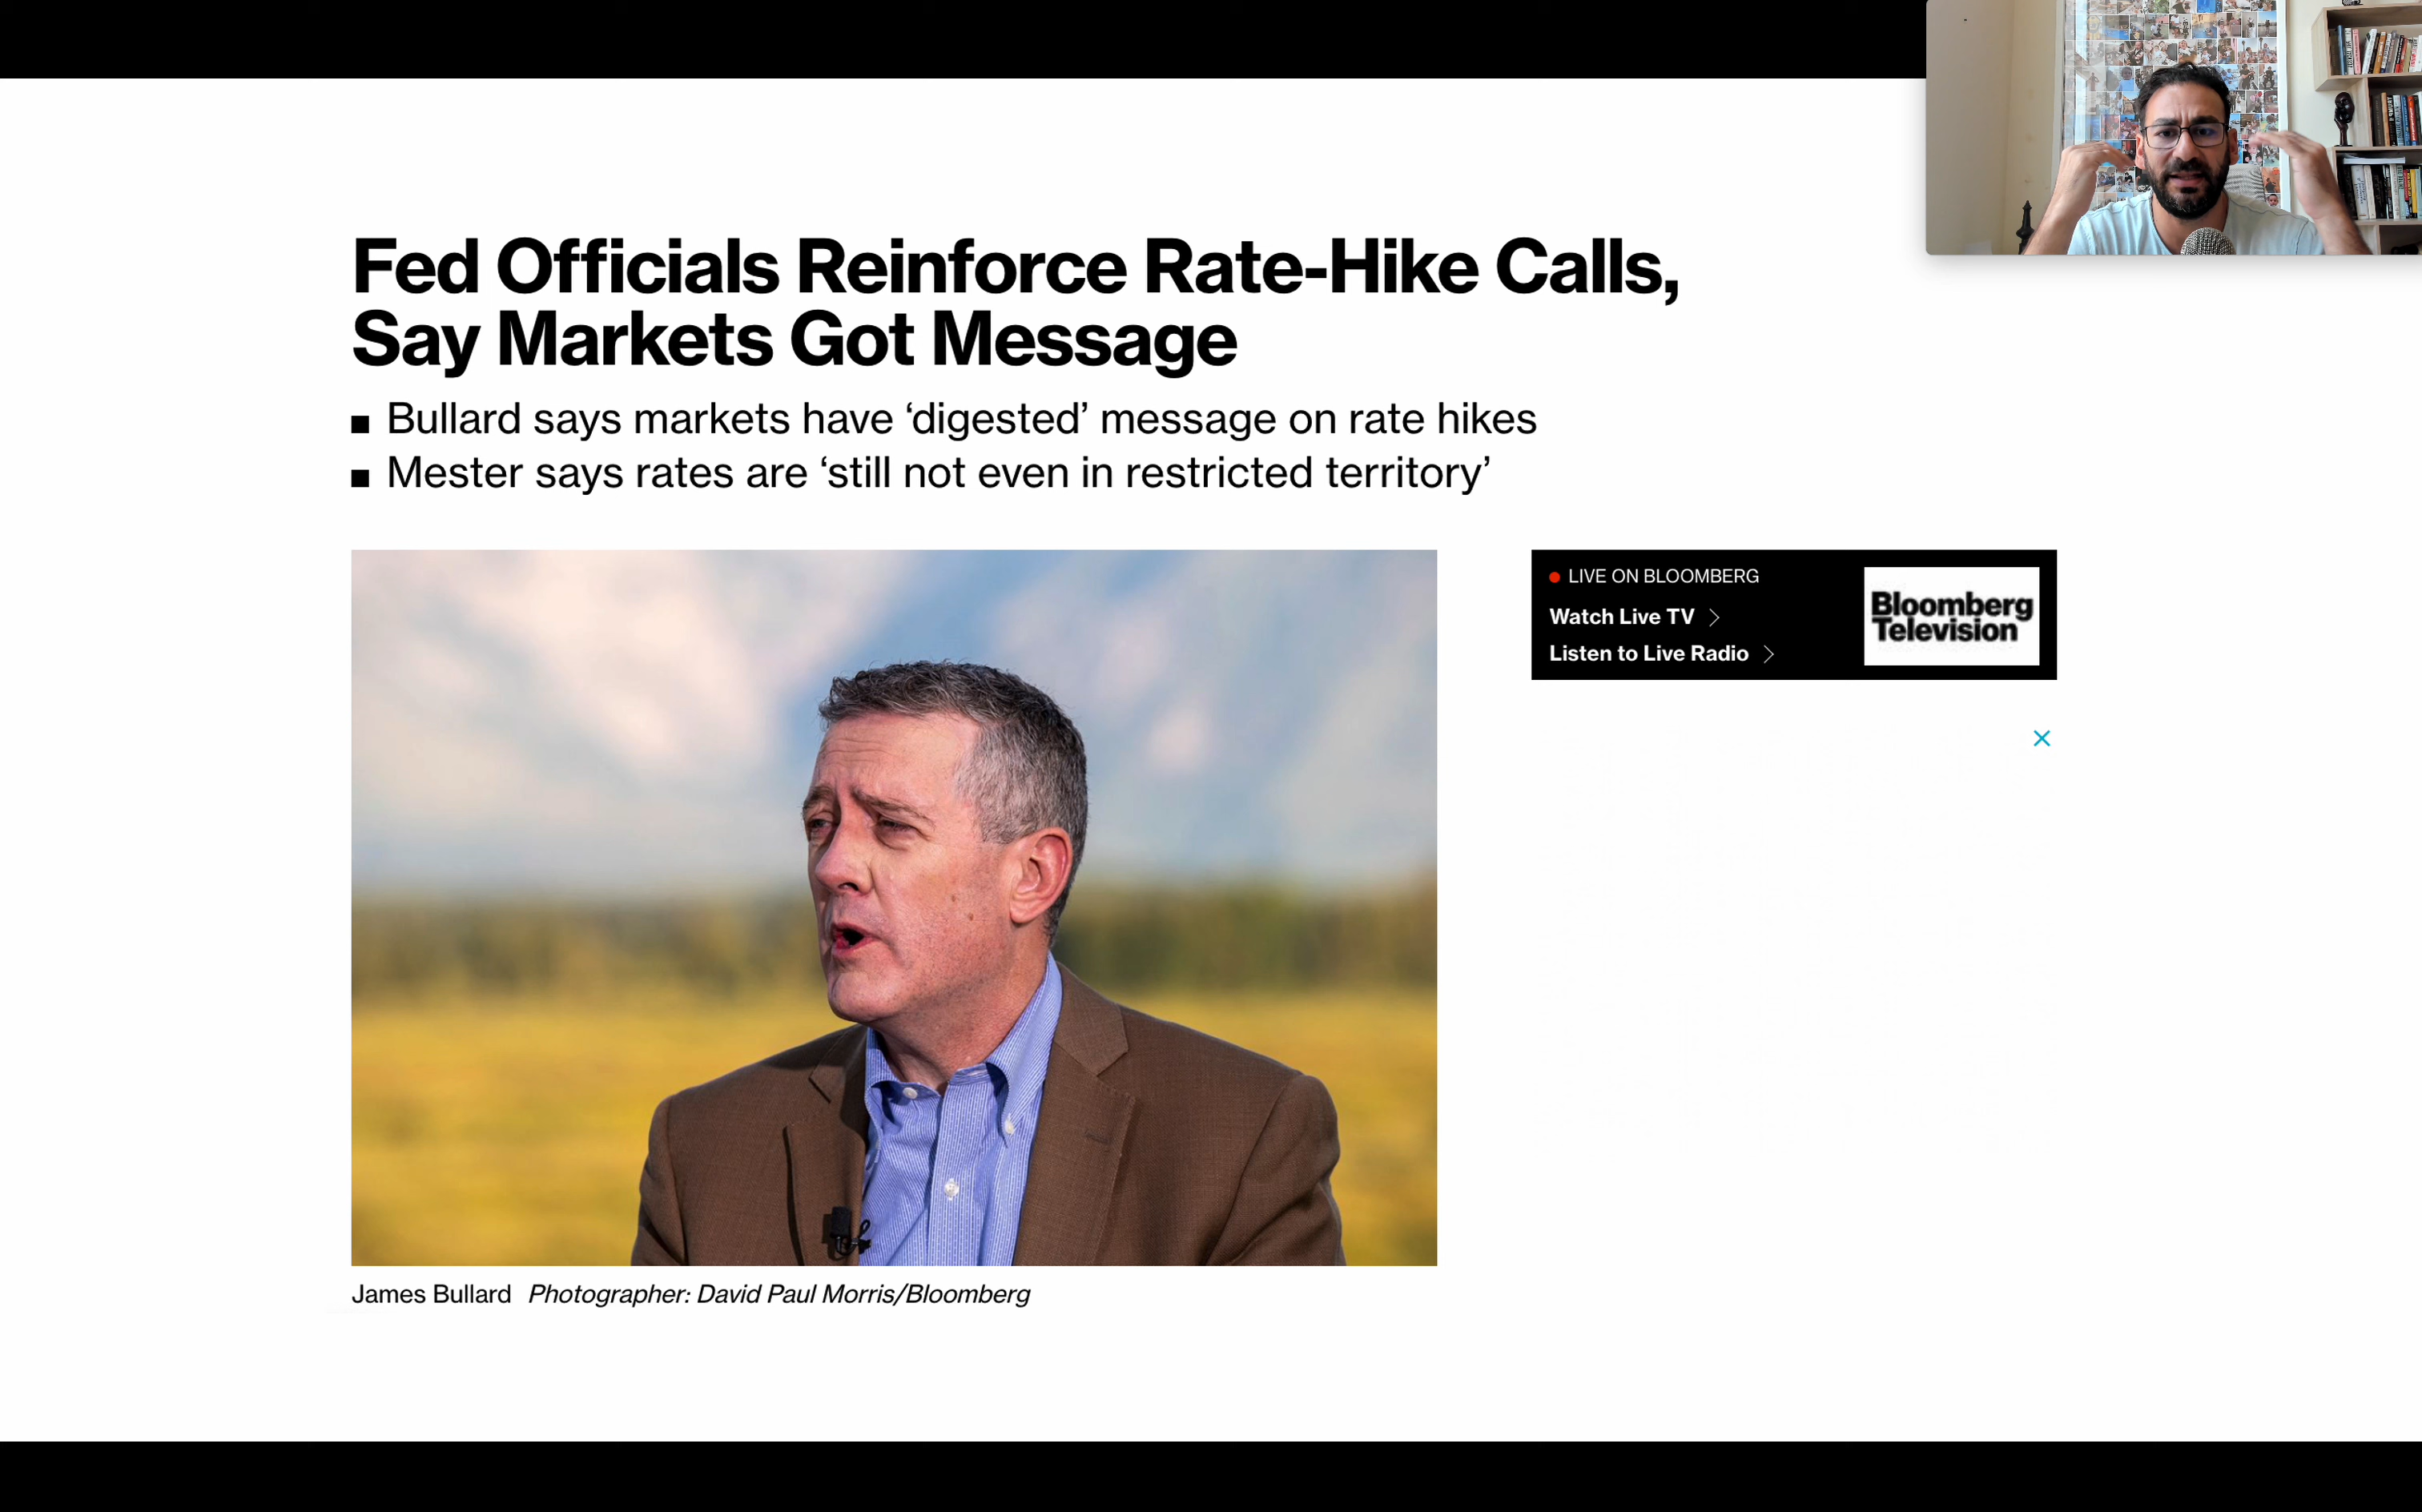 Fed Officials Reinforce Rate-Hike Calls,
Say Markets Got Message
Bullard says markets have ‘digested’ message on rate hikes
Mester says rates are ‘still not even in restricted territory’
LIVE ON BLOOMBERG
Watch Live TV
Listen to Live Radio
Bloomberg
Television
James Bullard Photographer: David Paul Morris/Bloomberg